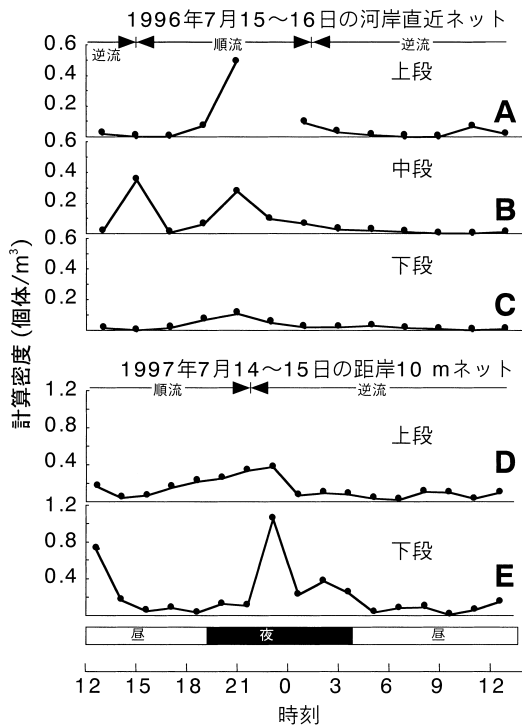 1996年7月15～16日の河岸直近ネット
逆流 順流 逆流
0.6
上段
0.4
0.2
A
0.6
中段
0.4
0.2
B
0.6
下段
0.4
0.2
C
計算密度 (個体/m³)
1997年7月14～15日の距岸10 mネット
順流 逆流
1.2
上段
0.8
0.4
D
1.2
下段
0.8
0.4
E
昼 夜 昼
12 15 18 21 0 3 6 9 12
時刻